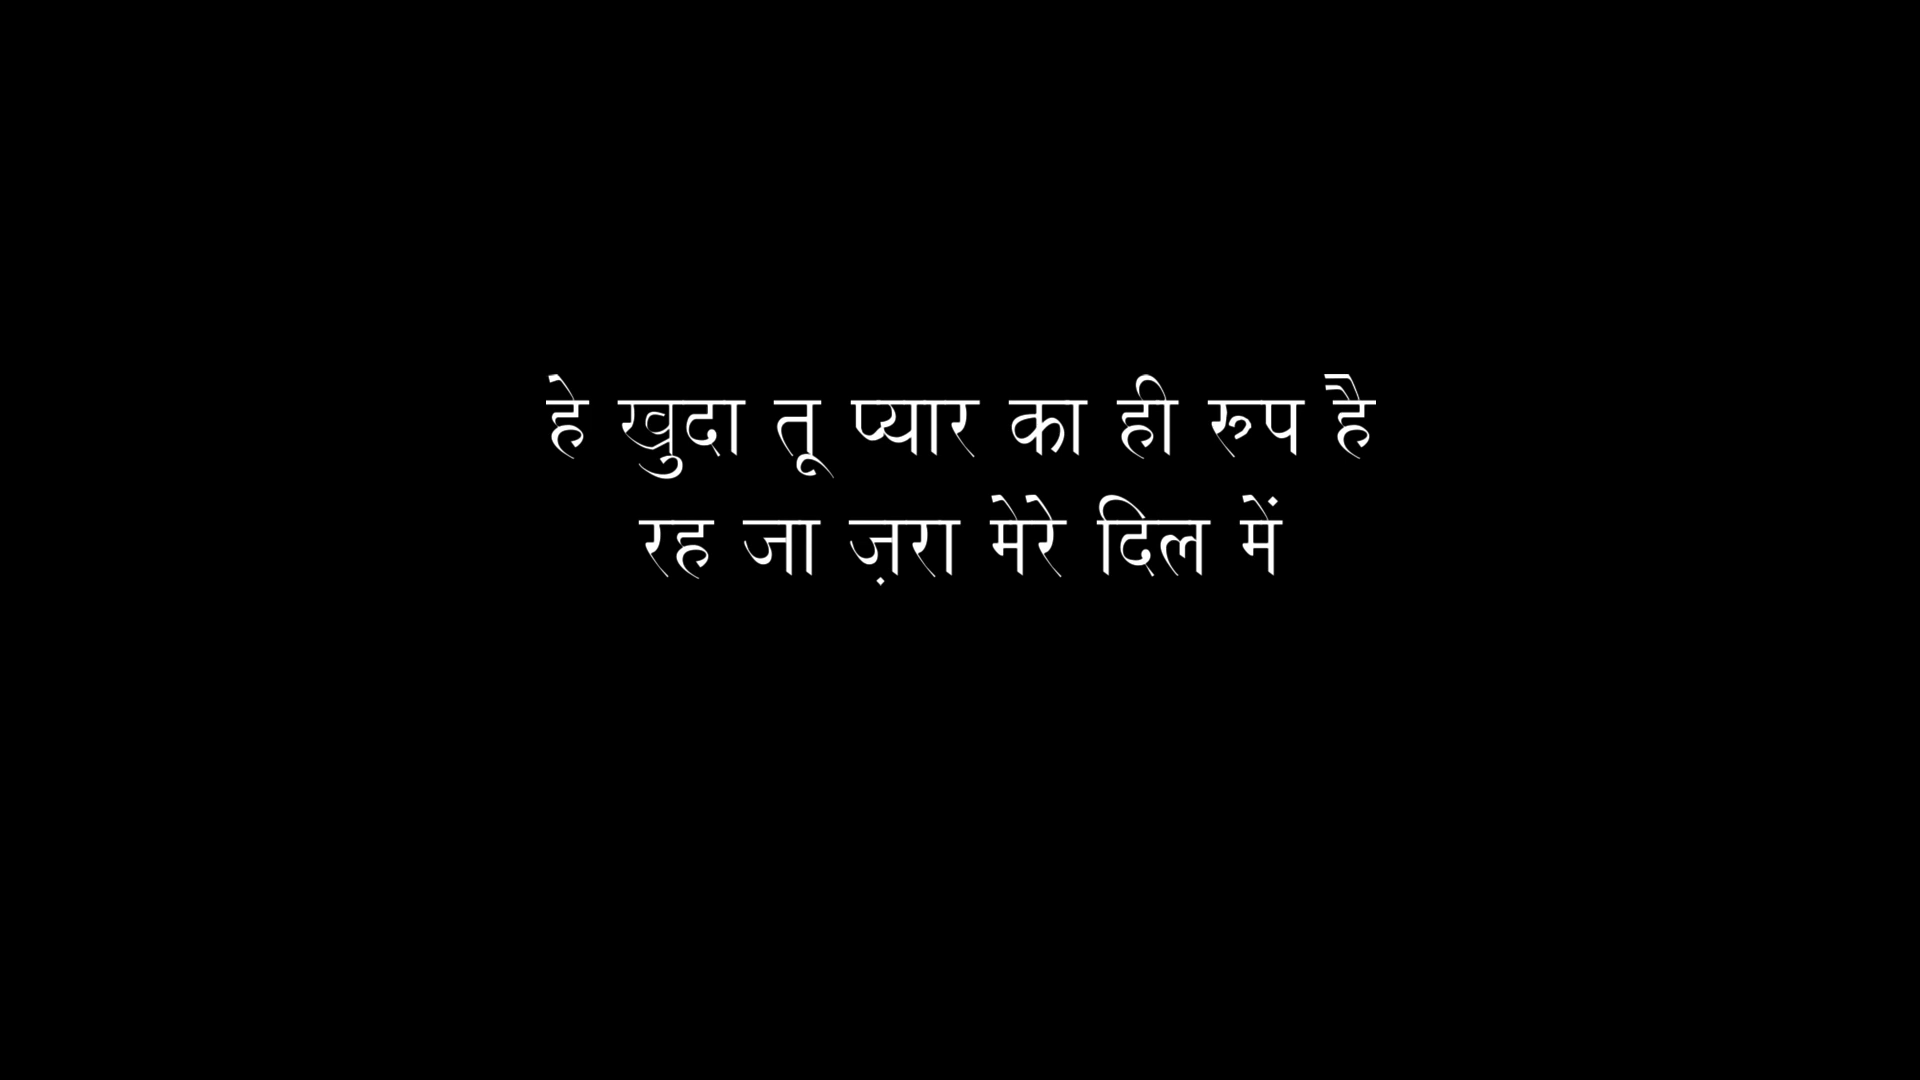 हे खुदा तू प्यार का ही रुप है
रह जा ज़रा मेरे दिल में